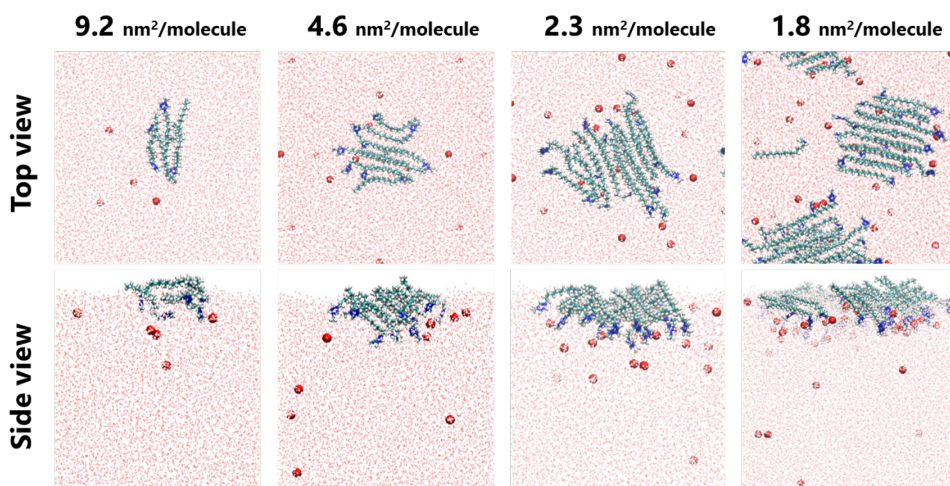 9.2 nm²/molecule
4.6 nm²/molecule
2.3 nm²/molecule
1.8 nm²/molecule
Top view
Side view